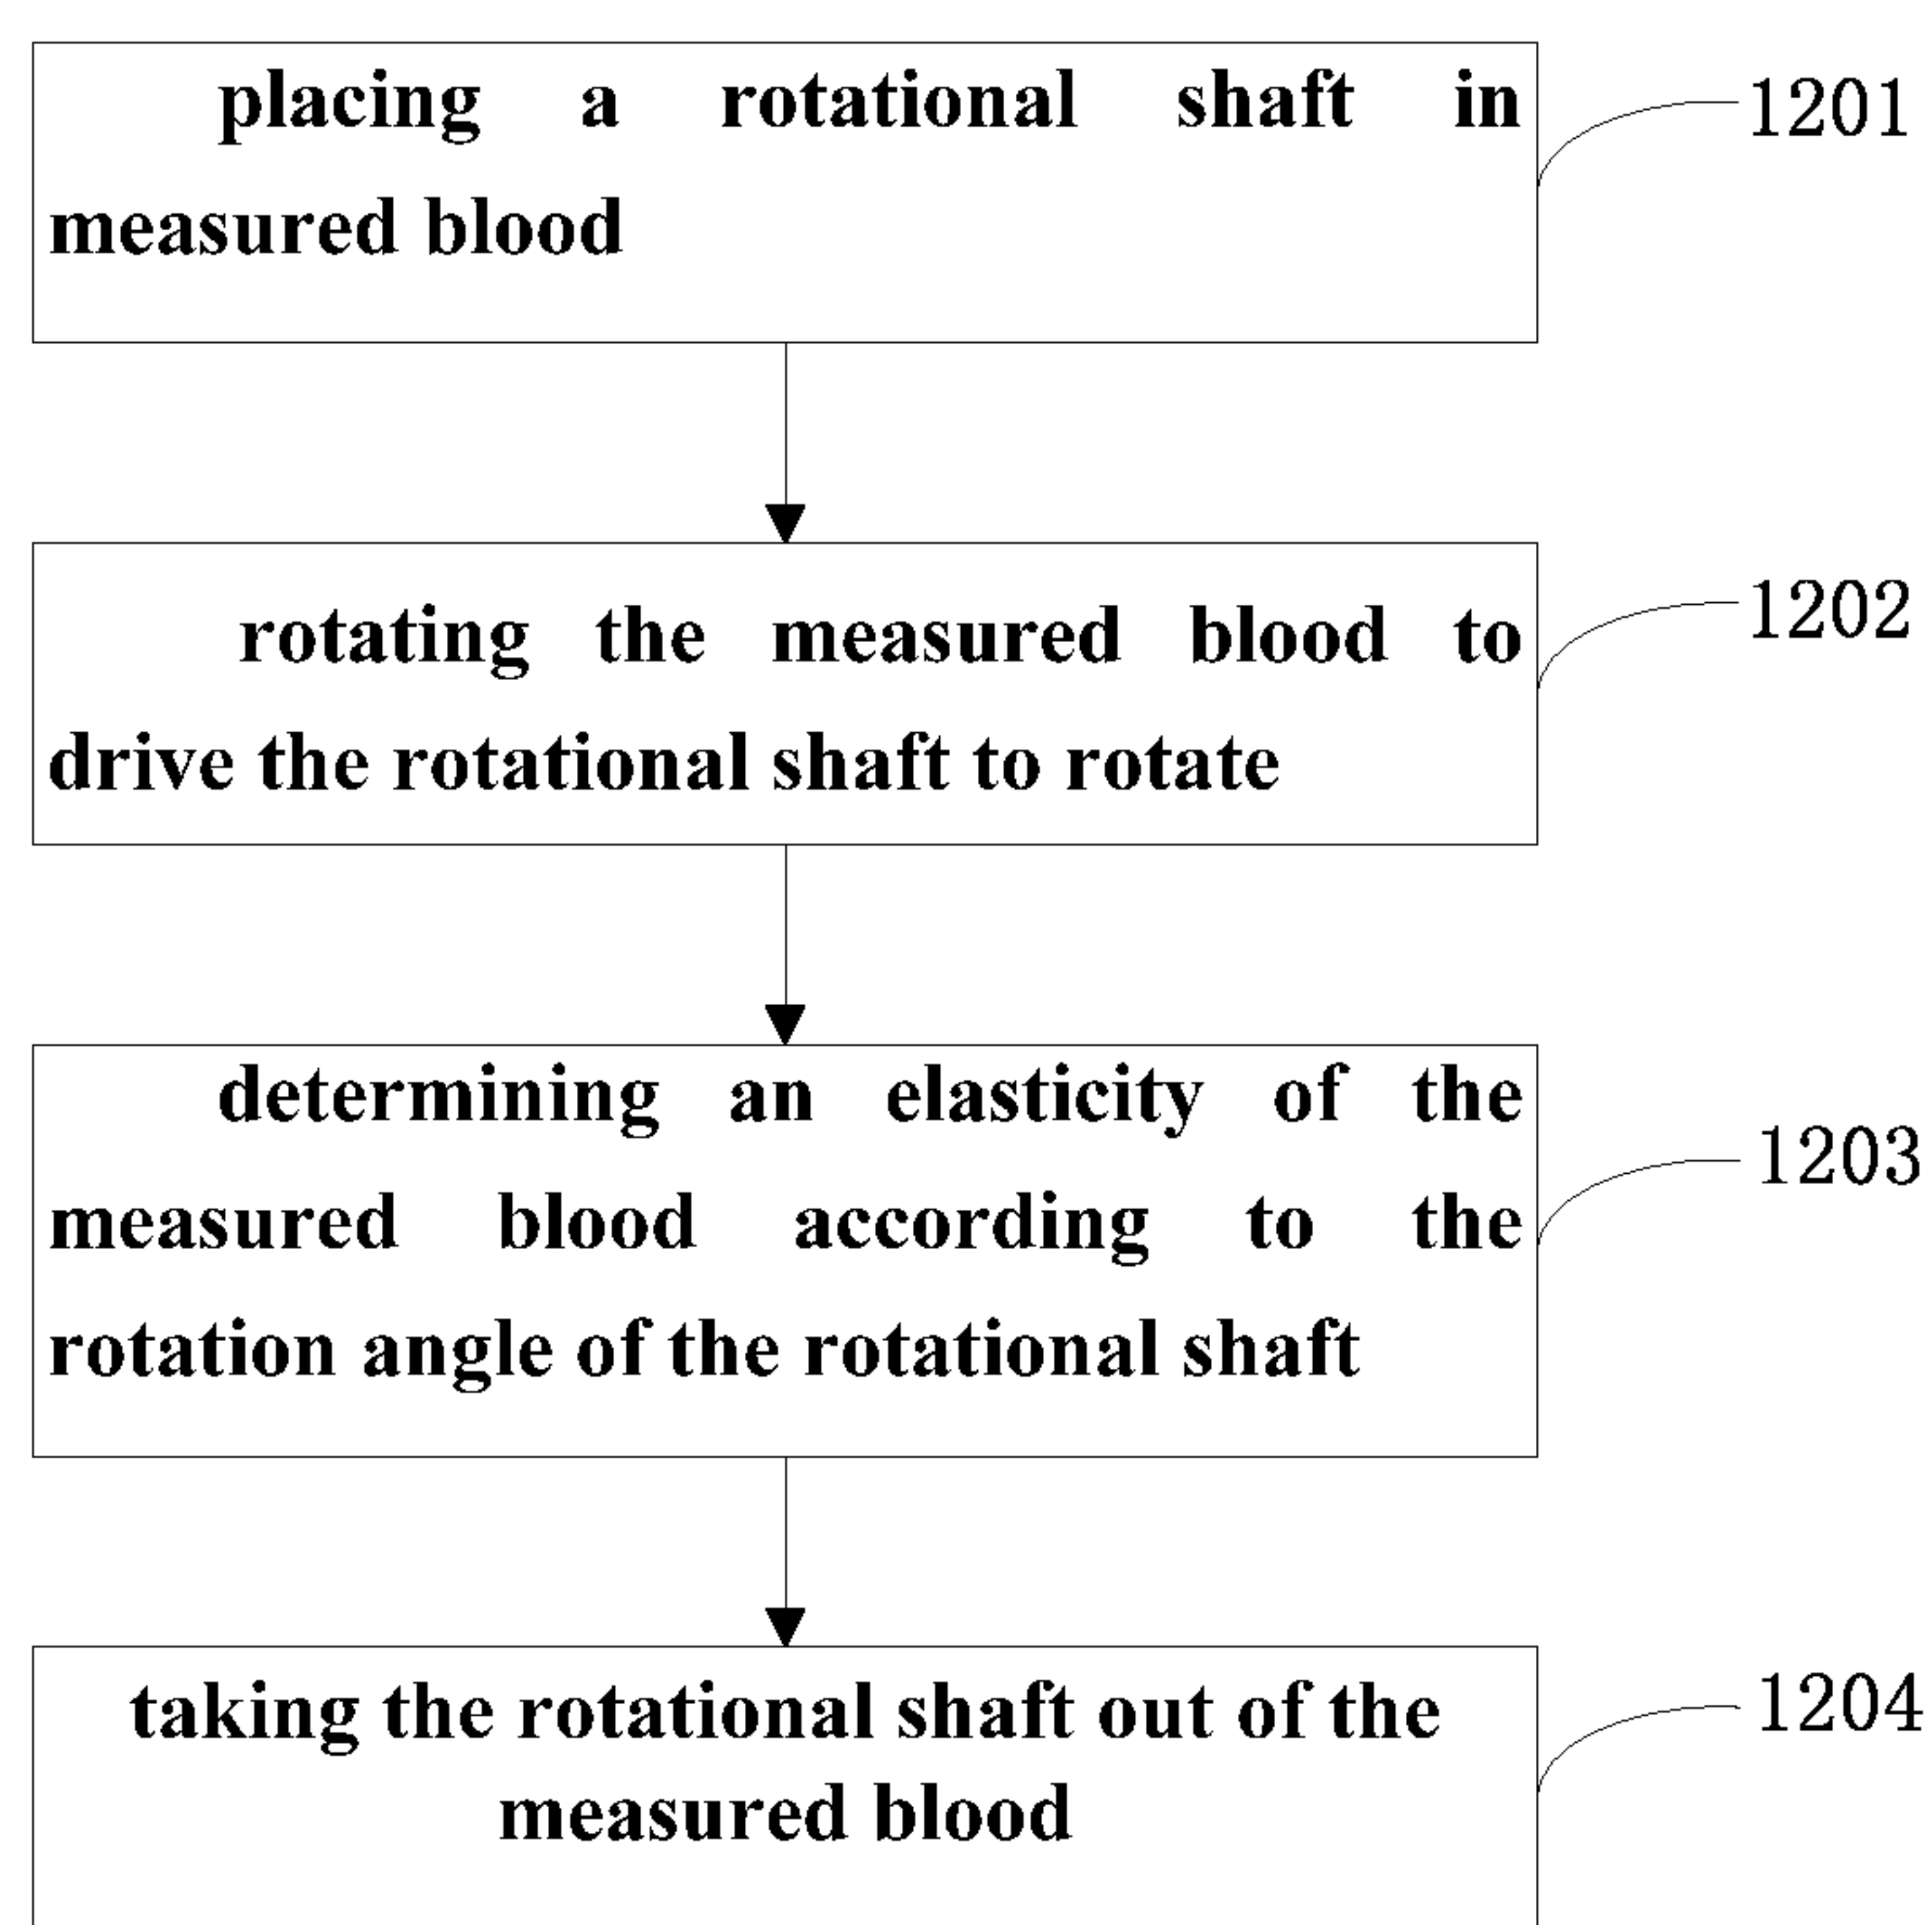 placing a rotational shaft in
measured blood
1201
rotating the measured blood to
drive the rotational shaft to rotate
1202
determining an elasticity of the
measured blood according to the
rotation angle of the rotational shaft
1203
taking the rotational shaft out of the
measured blood
1204